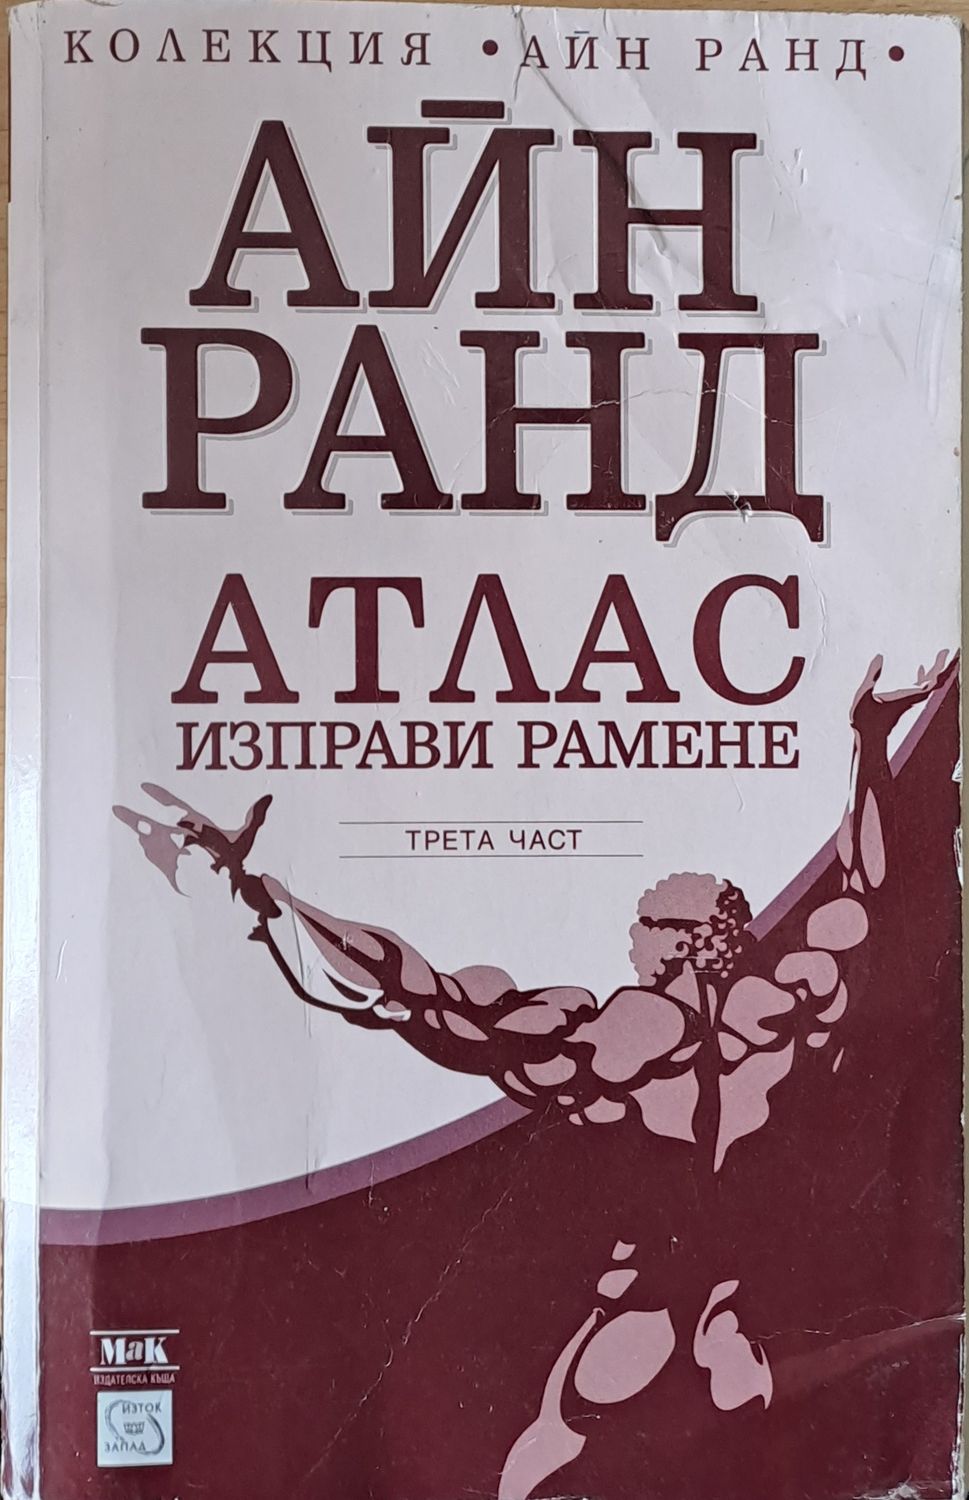 КОЛЕКЦИЯ • АЙН РАНД •
АЙН
РАНД
АТЛАС
ИЗПРАВИ РАМЕНЕ
ТРЕТА ЧАСТ
МаК
ИЗДАТЕЛСКА КЪЩА
ИЗТОК
ЗАПАД